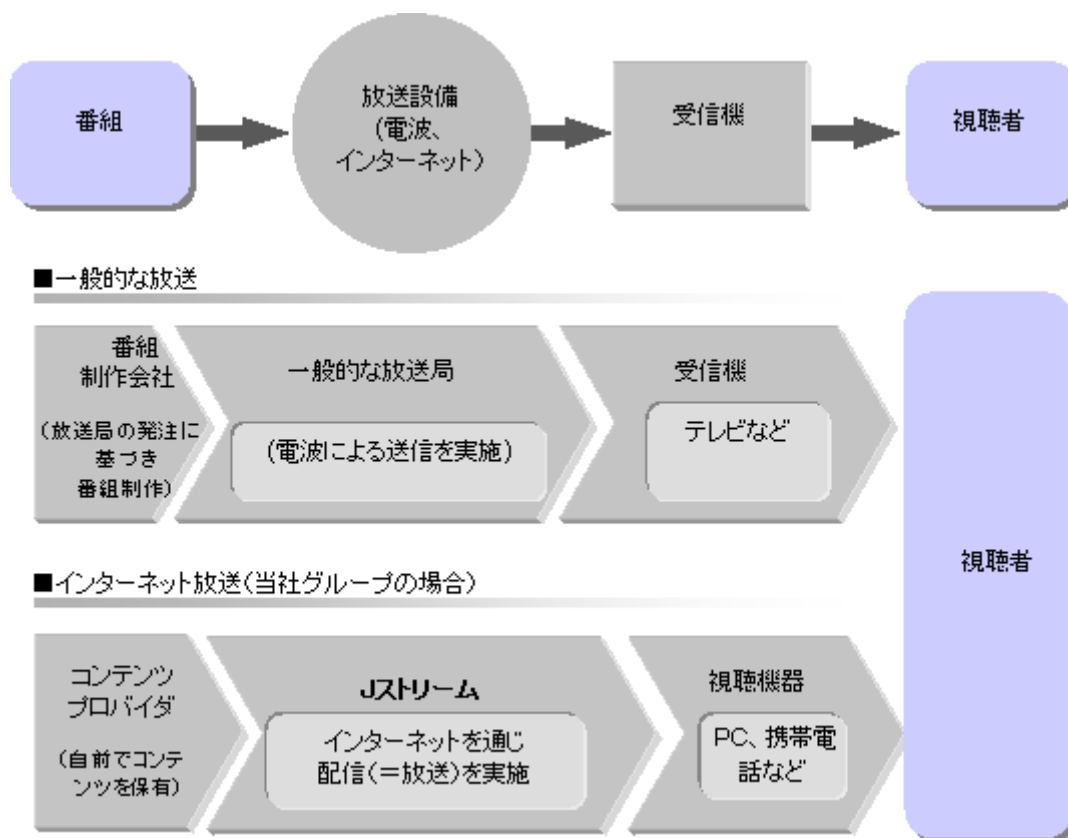 番組
放送設備
(電波、
インターネット)
受信機
視聴者
■一般的な放送
番組
制作会社
(放送局の発注に
基づき
番組制作)
一般的な放送局
(電波による送信を実施)
受信機
テレビなど
■インターネット放送(当社グループの場合)
コンテンツ
プロバイダ
(自前でコンテ
ンツを保有)
Jストリーム
インターネットを通じ
配信(=放送)を実施
視聴機器
PC、携帯電
話など
視聴者